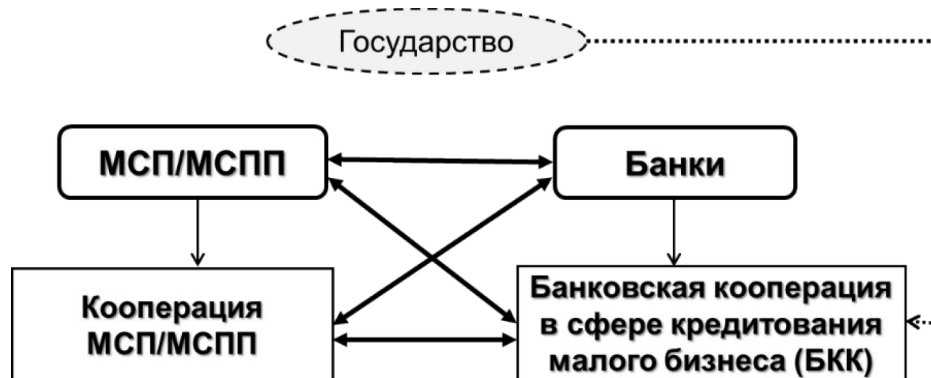 Государство
МСП/МСПП
Банки
Кооперация
МСП/МСПП
Банковская кооперация
в сфере кредитования
малого бизнеса (БКК)